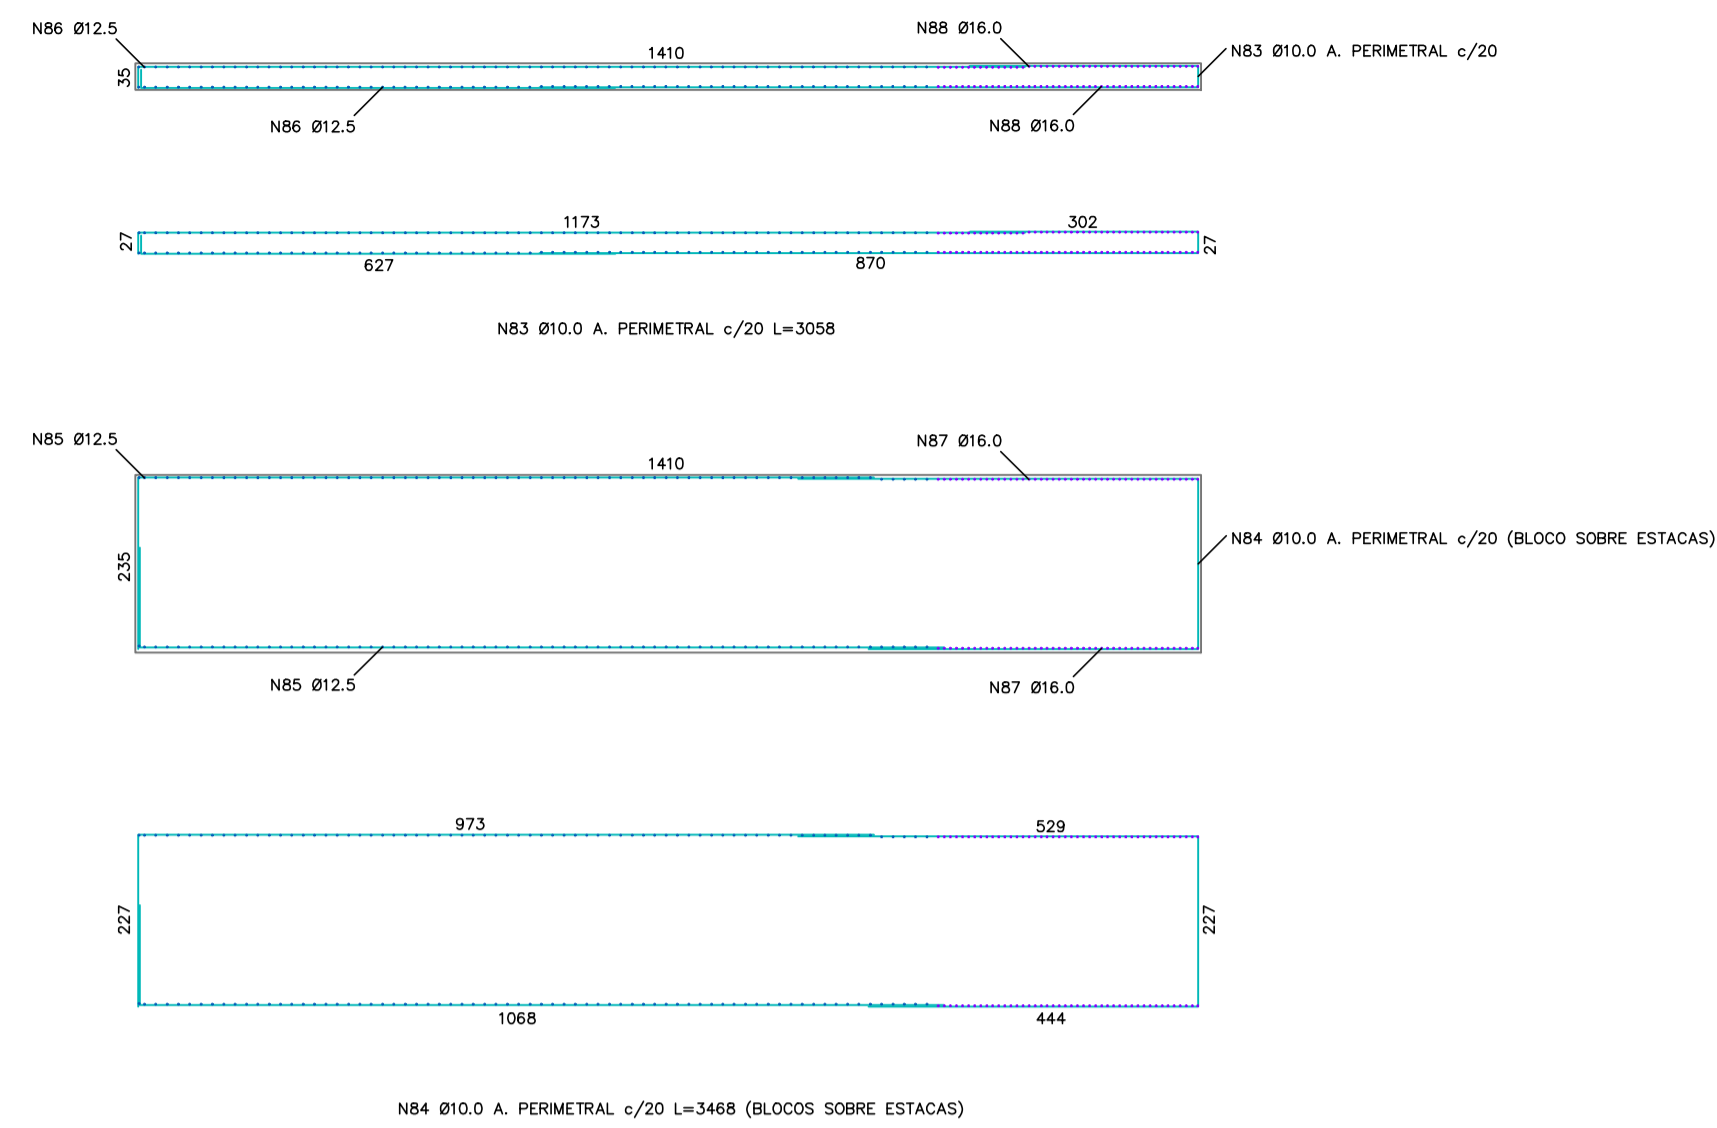 N86 Ø12.5
1410
N88 Ø16.0
N83 Ø10.0 A. PERIMETRAL c/20
35
N86 Ø12.5
N88 Ø16.0
1173
302
27
27
627
870
N83 Ø10.0 A. PERIMETRAL c/20 L=3058
N85 Ø12.5
1410
N87 Ø16.0
N84 Ø10.0 A. PERIMETRAL c/20 (BLOCO SOBRE ESTACAS)
235
N85 Ø12.5
N87 Ø16.0
973
529
227
227
1068
444
N84 Ø10.0 A. PERIMETRAL c/20 L=3468 (BLOCOS SOBRE ESTACAS)